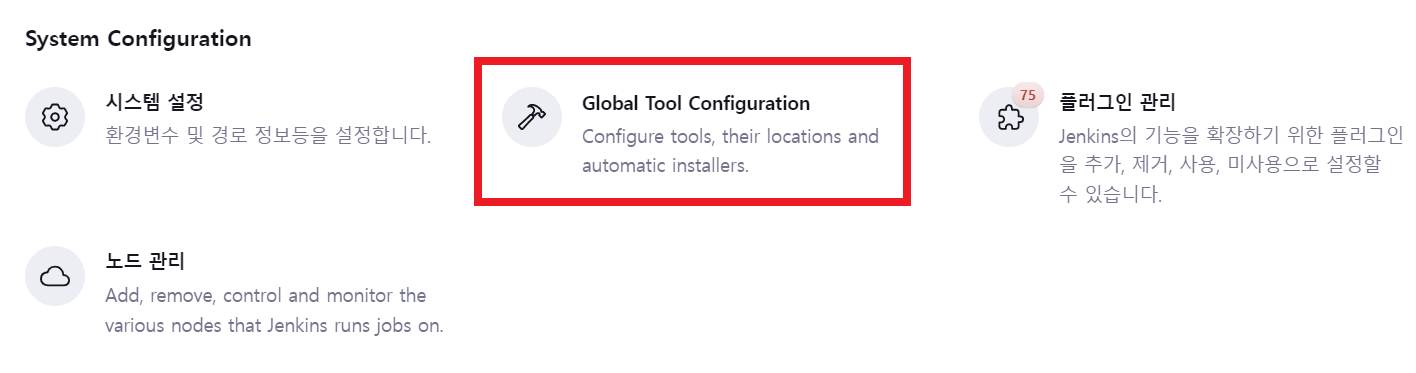 System Configuration
시스템 설정
환경변수 및 경로 정보등을 설정합니다.
Global Tool Configuration
Configure tools, their locations and
automatic installers.
75
플러그인 관리
Jenkins의 기능을 확장하기 위한 플러그인
을 추가, 제거, 사용, 미사용으로 설정할
수 있습니다.
노드 관리
Add, remove, control and monitor the
various nodes that Jenkins runs jobs on.